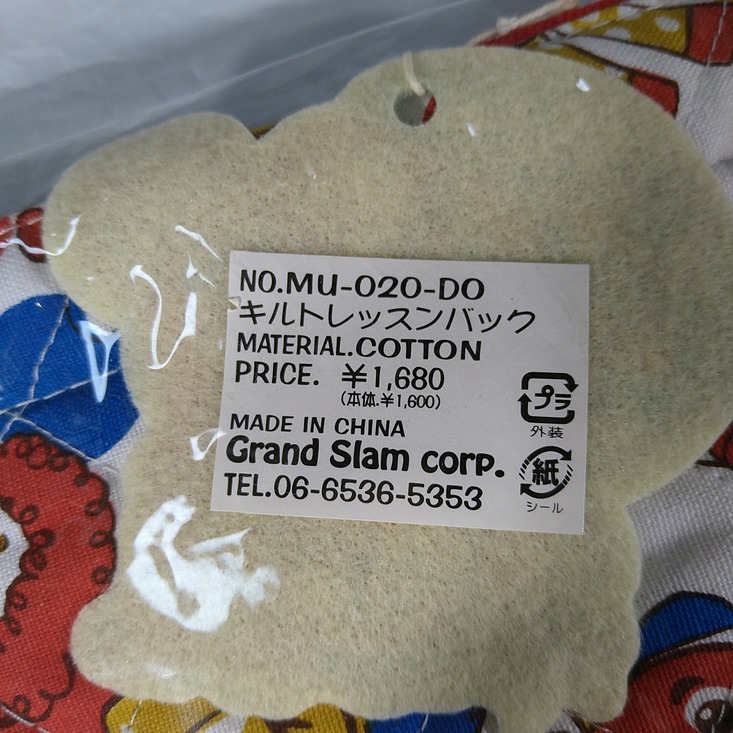 NO.MU-020-DO
キルトレッスンバック
MATERIAL.COTTON
PRICE. ¥1,680
(本体.¥1,600)
MADE IN CHINA
Grand Slam corp.
TEL.06-6536-5353
プラ
外装
紙
シール